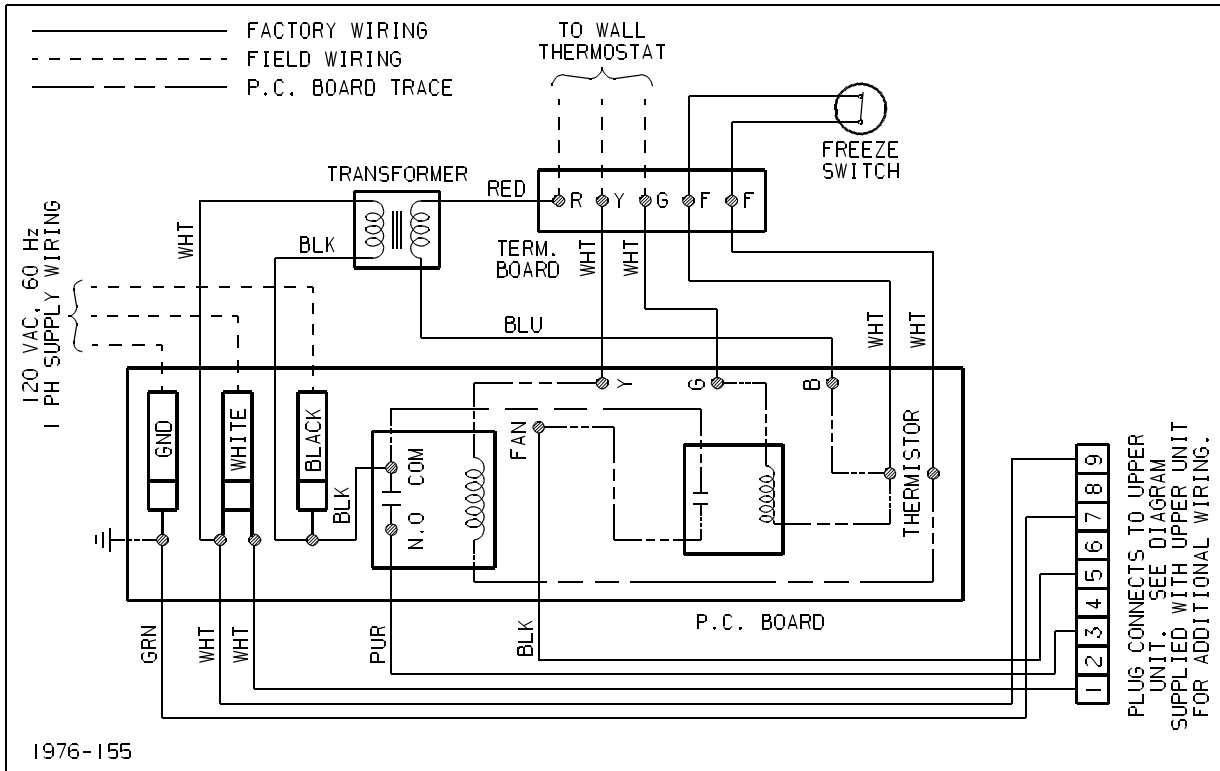 FACTORY WIRING
FIELD WIRING
P.C. BOARD TRACE
TO WALL
THERMOSTAT
FREEZE
SWITCH
TRANSFORMER
RED
R Y G F F
TERM.
BOARD
WHT
BLK
WHT
WHT
BLU
WHT
WHT
120 VAC, 60 Hz
1 PH SUPPLY WIRING
GND
WHITE
BLACK
BLK
COM
N.O
FAN
Y
G
B
THERMISTOR
P.C. BOARD
GRN
WHT
WHT
PUR
BLK
9
8
7
6
5
4
3
2
1
PLUG CONNECTS TO UPPER
UNIT. SEE DIAGRAM
SUPPLIED WITH UPPER UNIT
FOR ADDITIONAL WIRING.
1976-155